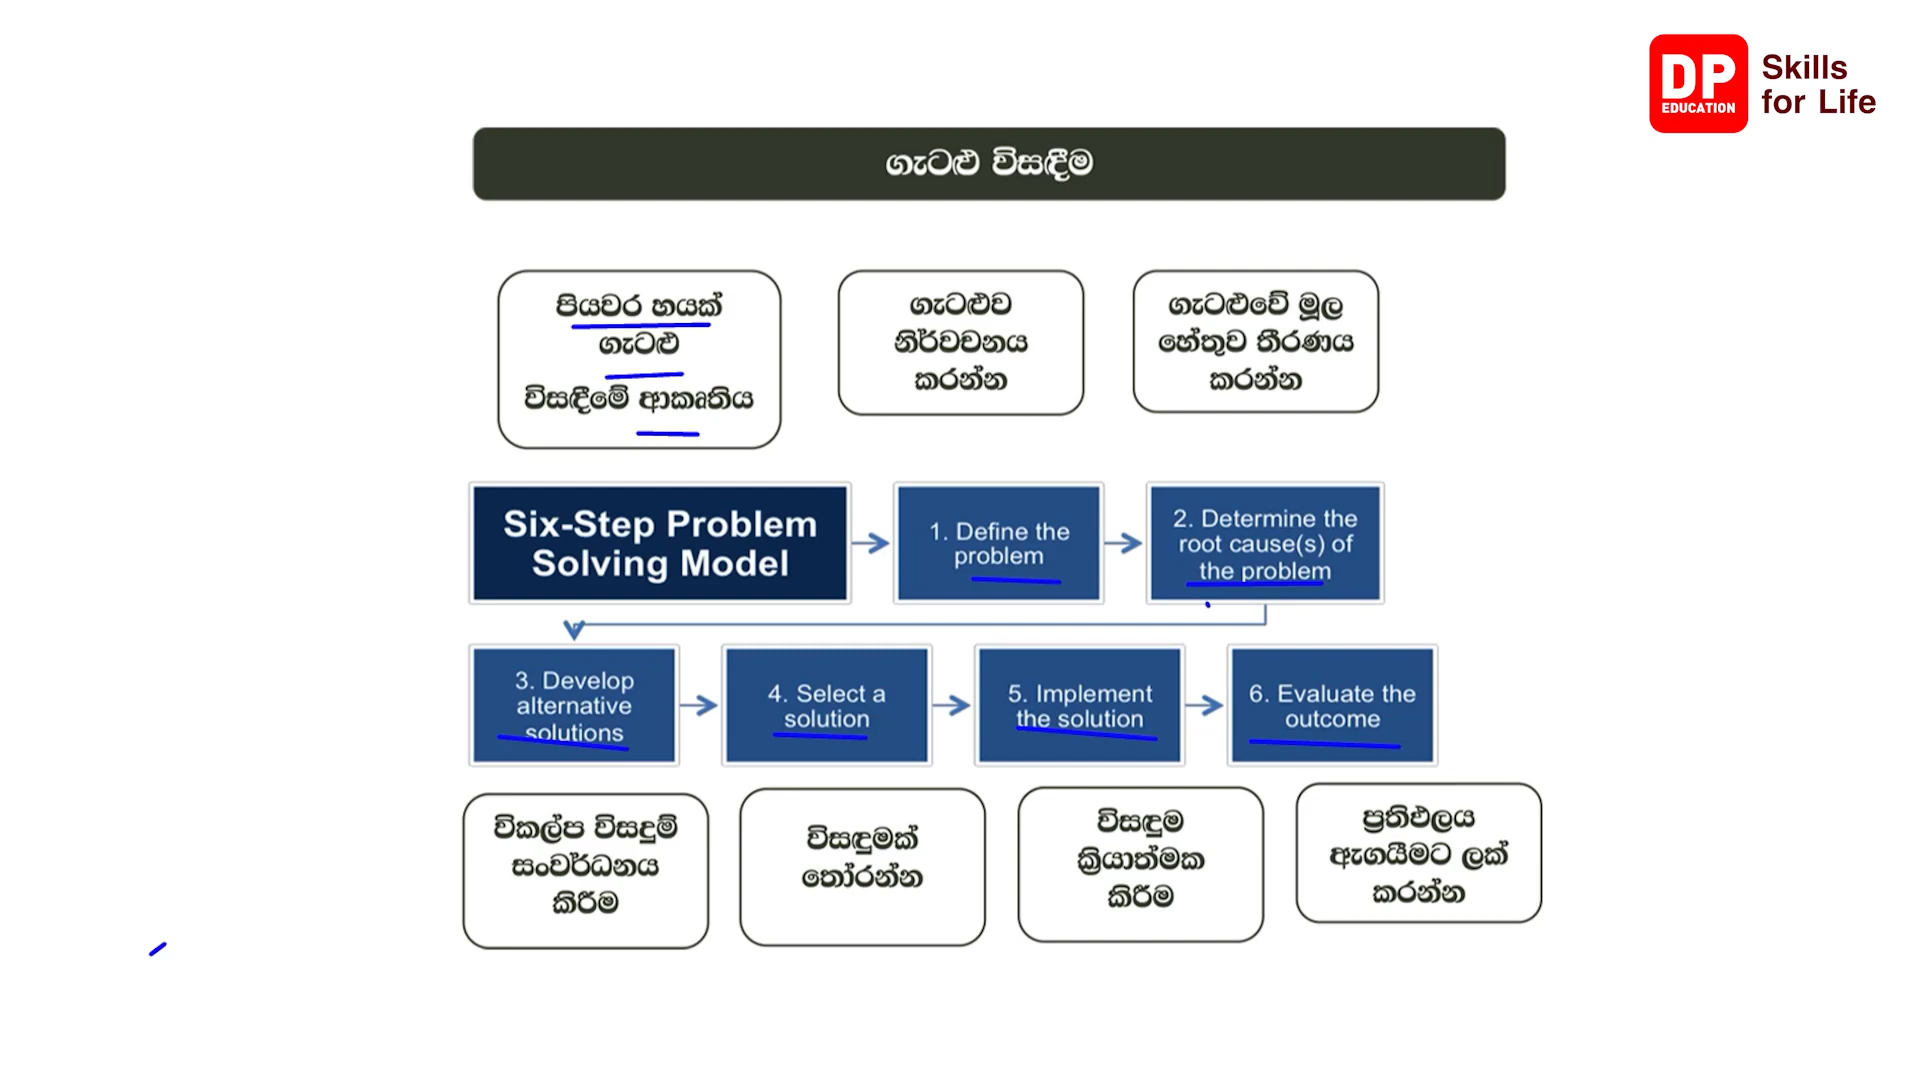 DP
EDUCATION
Skills
for Life
ගැටළු විසඳීම
පියවර හයක්
ගැටළු
විසඳීමේ ආකෘතිය
ගැටළුව
නිර්වචනය
කරන්න
ගැටළුවේ මූල
හේතුව තීරණය
කරන්න
Six-Step Problem
Solving Model
1. Define the
problem
2. Determine the
root cause(s) of
the problem
3. Develop
alternative
solutions
4. Select a
solution
5. Implement
the solution
6. Evaluate the
outcome
විකල්ප විසදුම්
සංවර්ධනය
කිරීම
විසඳුමක්
තෝරන්න
විසඳුම
ක්‍රියාත්මක
කිරීම
ප්‍රතිඵලය
ඇගයීමට ලක්
කරන්න